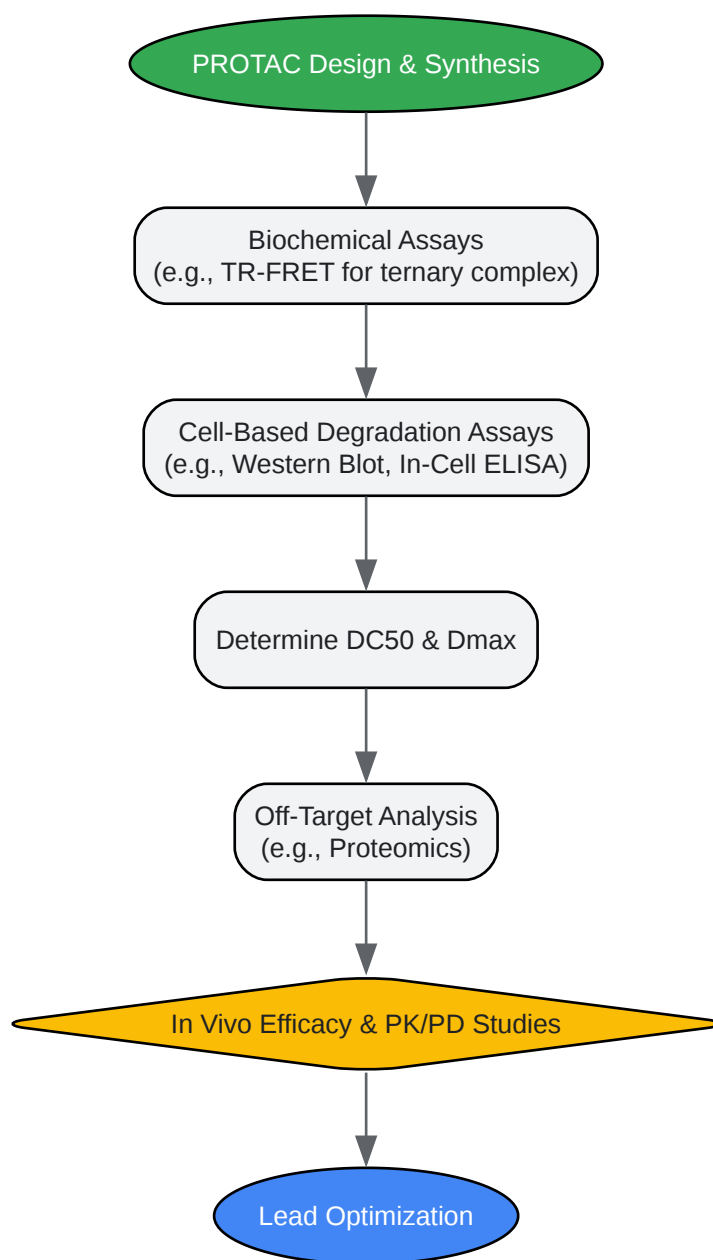 PROTAC Design & Synthesis
Biochemical Assays
(e.g., TR-FRET for ternary complex)
Cell-Based Degradation Assays
(e.g., Western Blot, In-Cell ELISA)
Determine DC50 & Dmax
Off-Target Analysis
(e.g., Proteomics)
In Vivo Efficacy & PK/PD Studies
Lead Optimization